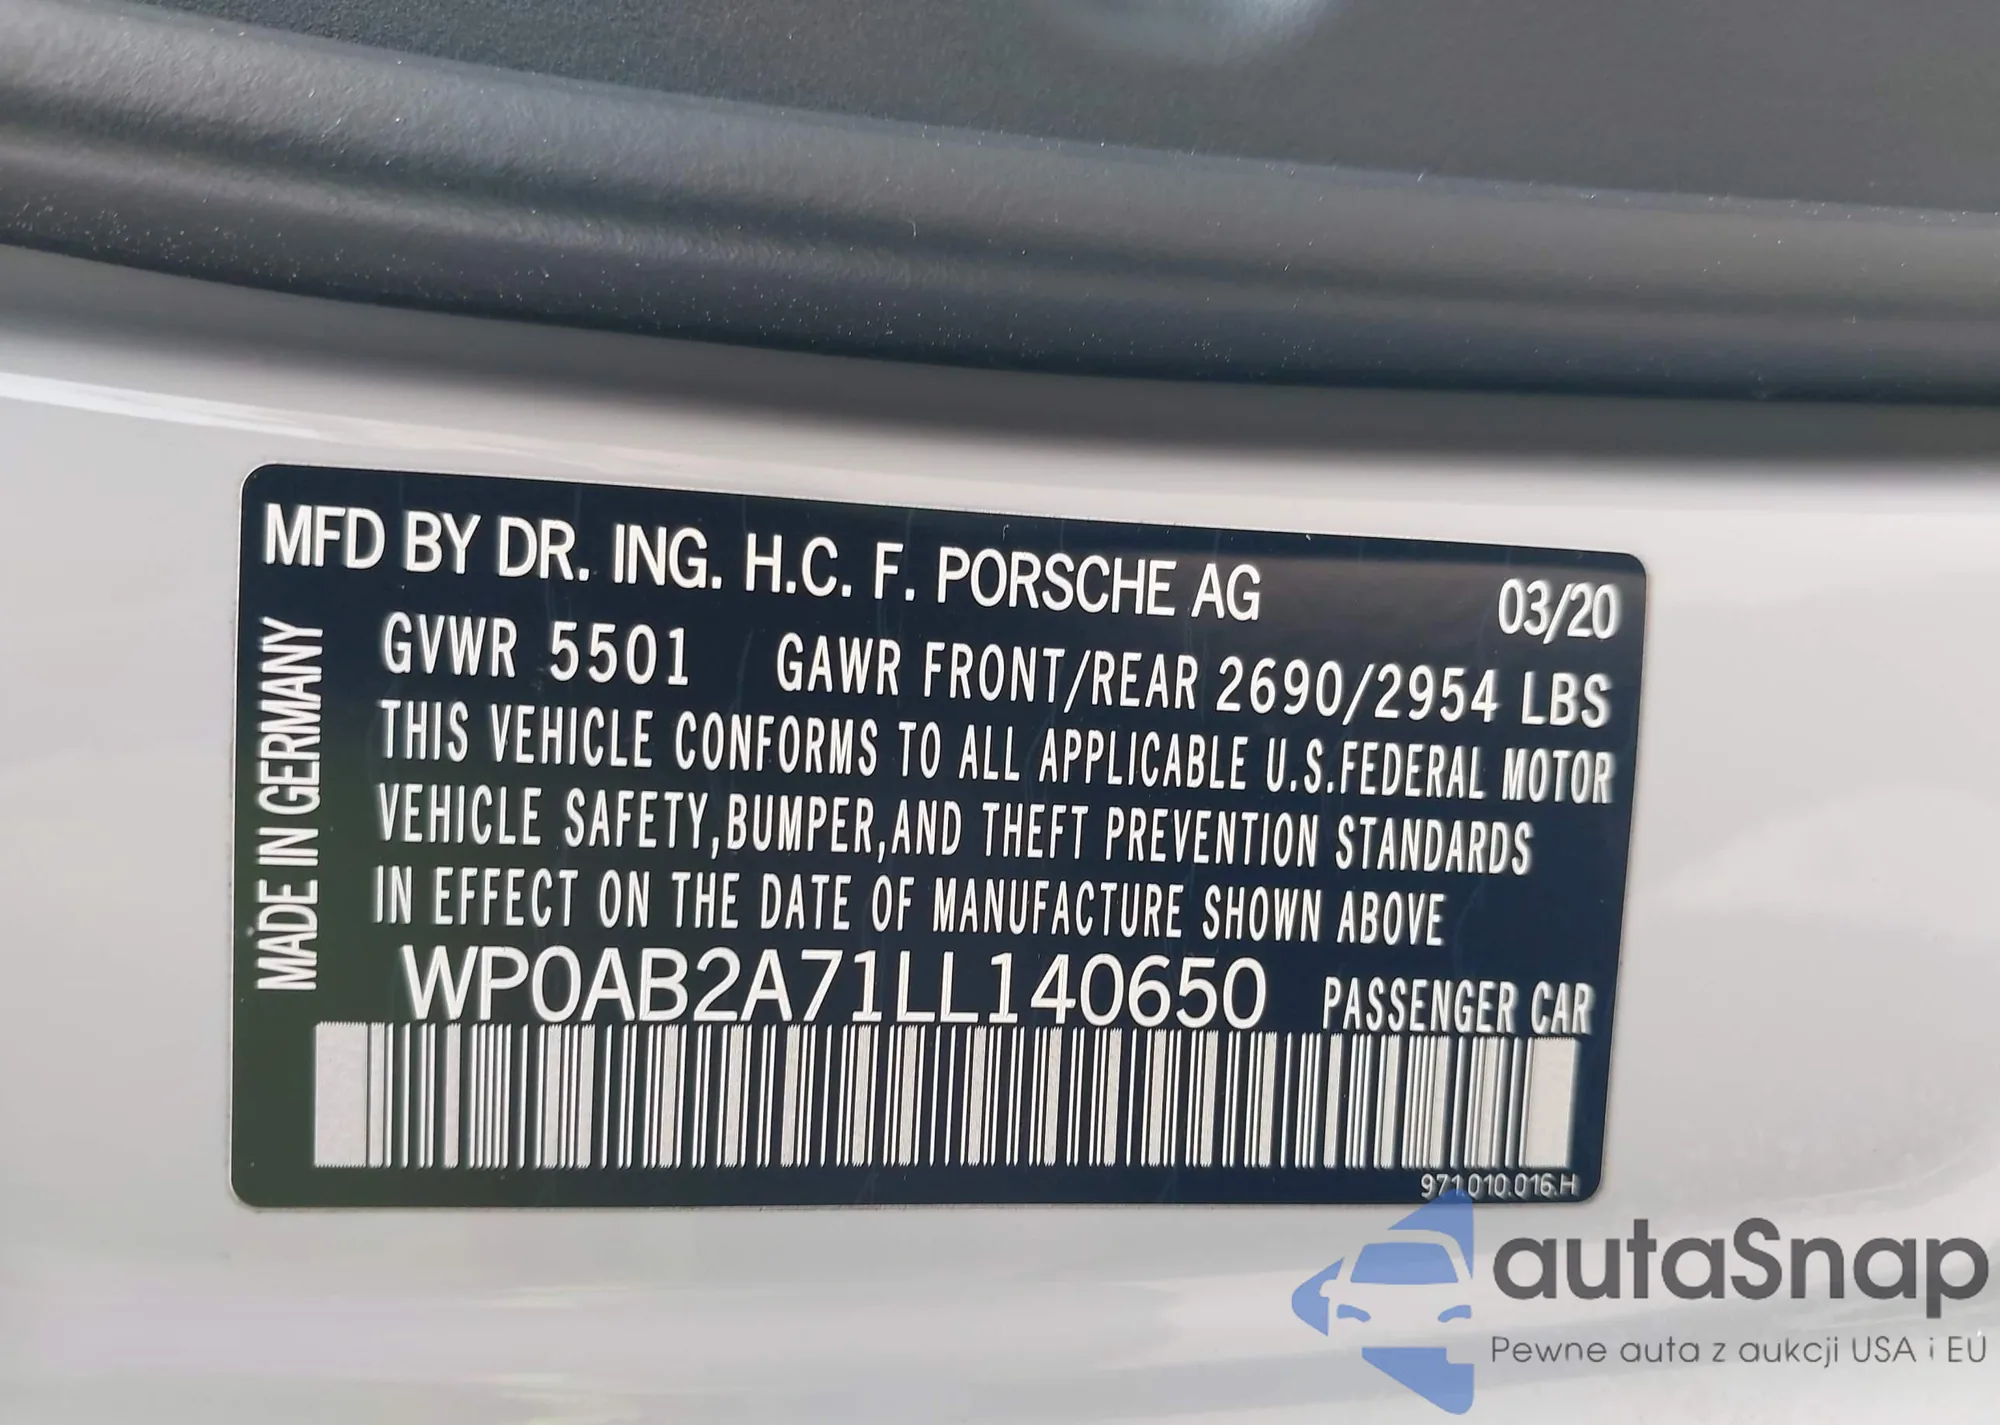 MFD BY DR. ING. H.C. F. PORSCHE AG 03/20
GVWR 5501 GAWR FRONT/REAR 2690/2954 LBS
THIS VEHICLE CONFORMS TO ALL APPLICABLE U.S.FEDERAL MOTOR
VEHICLE SAFETY,BUMPER,AND THEFT PREVENTION STANDARDS
IN EFFECT ON THE DATE OF MANUFACTURE SHOWN ABOVE
WP0AB2A71LL140650 PASSENGER CAR
MADE IN GERMANY
971.010.016.H
autaSnap
Pewne auta z aukcji USA i EU